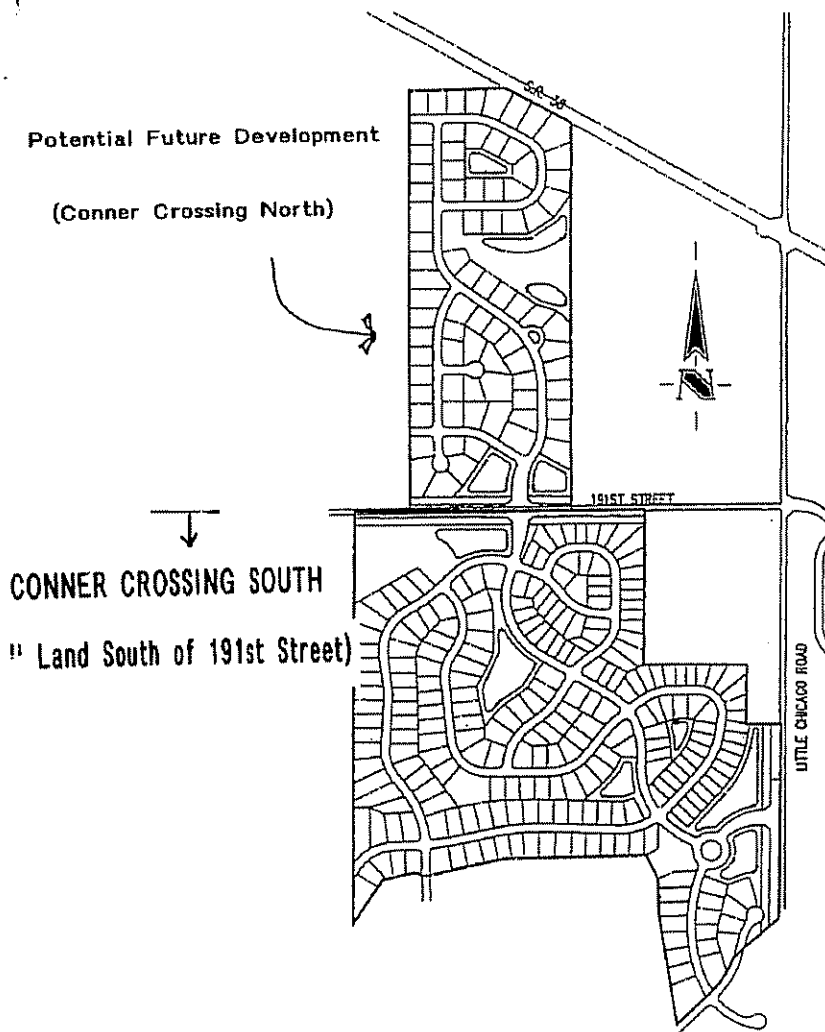 S.R. 38
Potential Future Development
(Conner Crossing North)
N
191ST STREET
CONNER CROSSING SOUTH
" Land South of 191st Street)
LITTLE CHICAGO ROAD